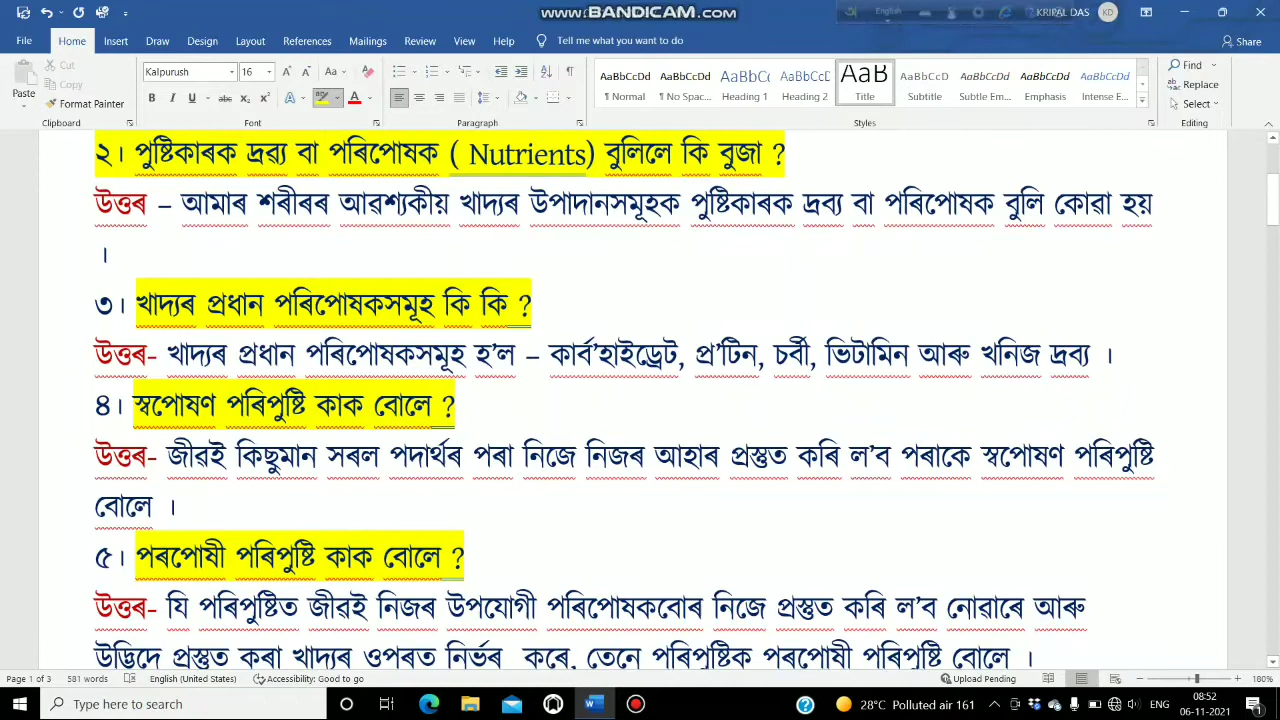 www.BANDICAM.com
English
KRIPAL DAS KD
File Home Insert Draw Design Layout References Mailings Review View Help Tell me what you want to do Share
Cut
Copy
Paste
Format Painter
Kalpurush 16
AaBbCcDd AaBbCcDd AaBbCc AaBbCcD AaB AaBbCcDd AaBbCcDd AaBbCcDd AaBbCcDd
¶ Normal ¶ No Spac... Heading 1 Heading 2 Title Subtitle Subtle Em... Emphasis Intense E...
Find
Replace
Select
Clipboard Font Paragraph Styles Editing
২। পুষ্টিকাৰক দ্ৰৱ্য বা পৰিপোষক ( Nutrients) বুলিলে কি বুজা ?
উত্তৰ – আমাৰ শৰীৰৰ আৱশ্যকীয় খাদ্যৰ উপাদানসমূহক পুষ্টিকাৰক দ্ৰব্য বা পৰিপোষক বুলি কোৱা হয়
।
৩। খাদ্যৰ প্ৰধান পৰিপোষকসমূহ কি কি ?
উত্তৰ- খাদ্যৰ প্ৰধান পৰিপোষকসমূহ হ’ল – কাৰ্ব’হাইড্ৰেট, প্ৰ’টিন, চৰ্বী, ভিটামিন আৰু খনিজ দ্ৰব্য ।
৪। স্বপোষণ পৰিপুষ্টি কাক বোলে ?
উত্তৰ- জীৱই কিছুমান সৰল পদাৰ্থৰ পৰা নিজে নিজৰ আহাৰ প্ৰস্তুত কৰি ল’ব পৰাকে স্বপোষণ পৰিপুষ্টি
বোলে ।
৫। পৰপোষী পৰিপুষ্টি কাক বোলে ?
উত্তৰ- যি পৰিপুষ্টিত জীৱই নিজৰ উপযোগী পৰিপোষকবোৰ নিজে প্ৰস্তুত কৰি ল’ব নোৱাৰে আৰু
উদ্ভিদে প্ৰস্তুত কৰা খাদ্যৰ ওপৰত নিৰ্ভৰ কৰে, তেনে পৰিপুষ্টিক পৰপোষী পৰিপুষ্টি বোলে ।
Page 1 of 3 581 words English (United States) Accessibility: Good to go Upload Pending 180%
Type here to search 28°C Polluted air 161 ENG 08:52
06-11-2021